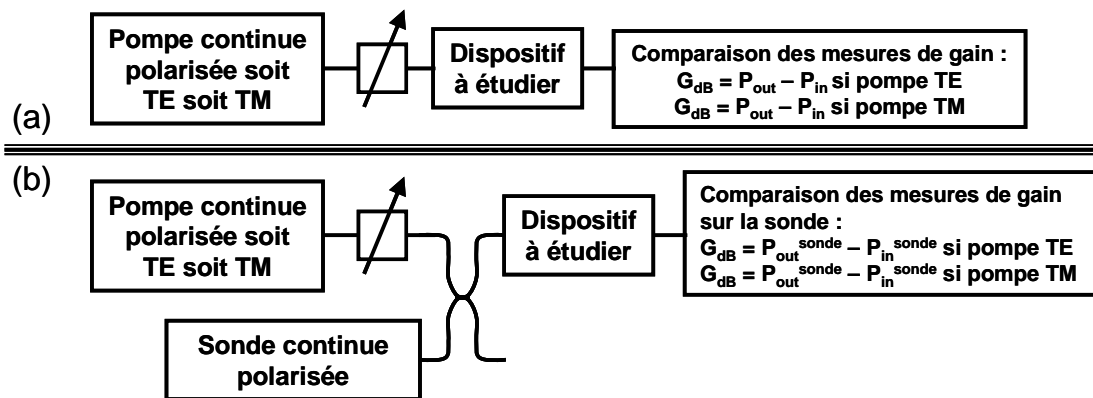 (a)
Pompe continue
polarisée soit
TE soit TM
Dispositif
à étudier
Comparaison des mesures de gain :
G_dB = P_out – P_in si pompe TE
G_dB = P_out – P_in si pompe TM
(b)
Pompe continue
polarisée soit
TE soit TM
Dispositif
à étudier
Comparaison des mesures de gain
sur la sonde :
G_dB = P_out^sonde – P_in^sonde si pompe TE
G_dB = P_out^sonde – P_in^sonde si pompe TM
Sonde continue
polarisée